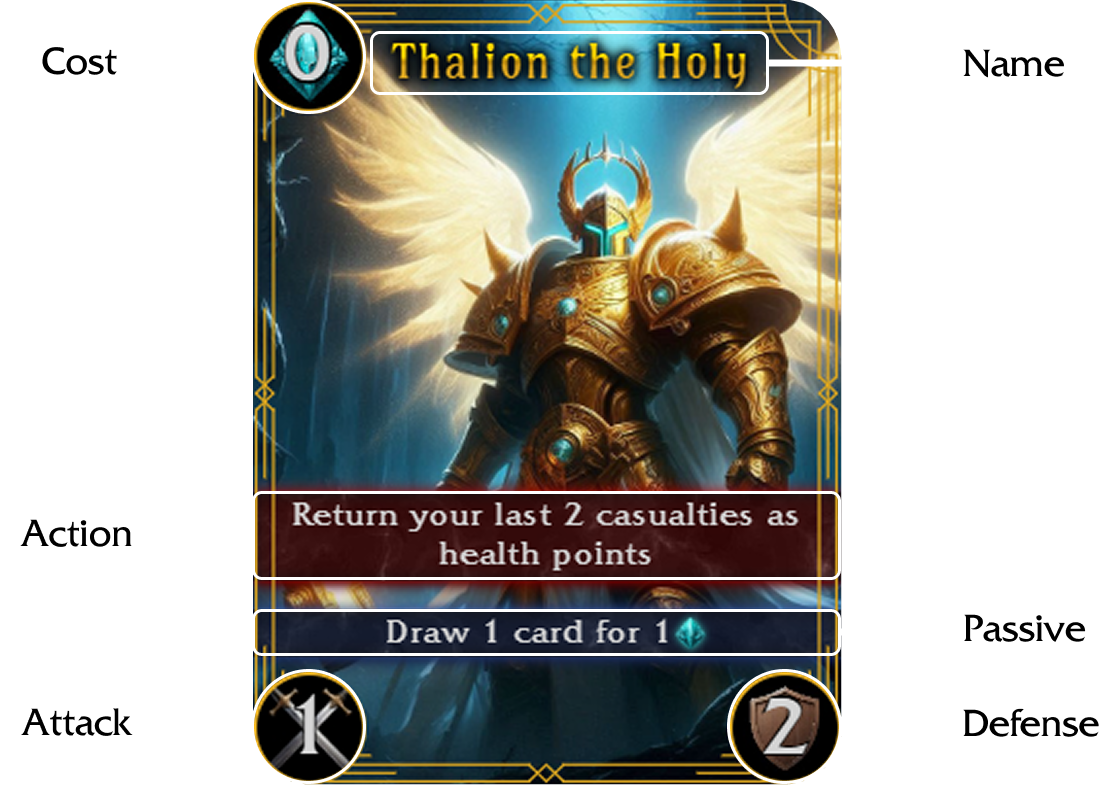 Cost
0
Thalion the Holy
Name
Action
Return your last 2 casualties as
health points
Draw 1 card for 1
Passive
Attack
1
2
Defense